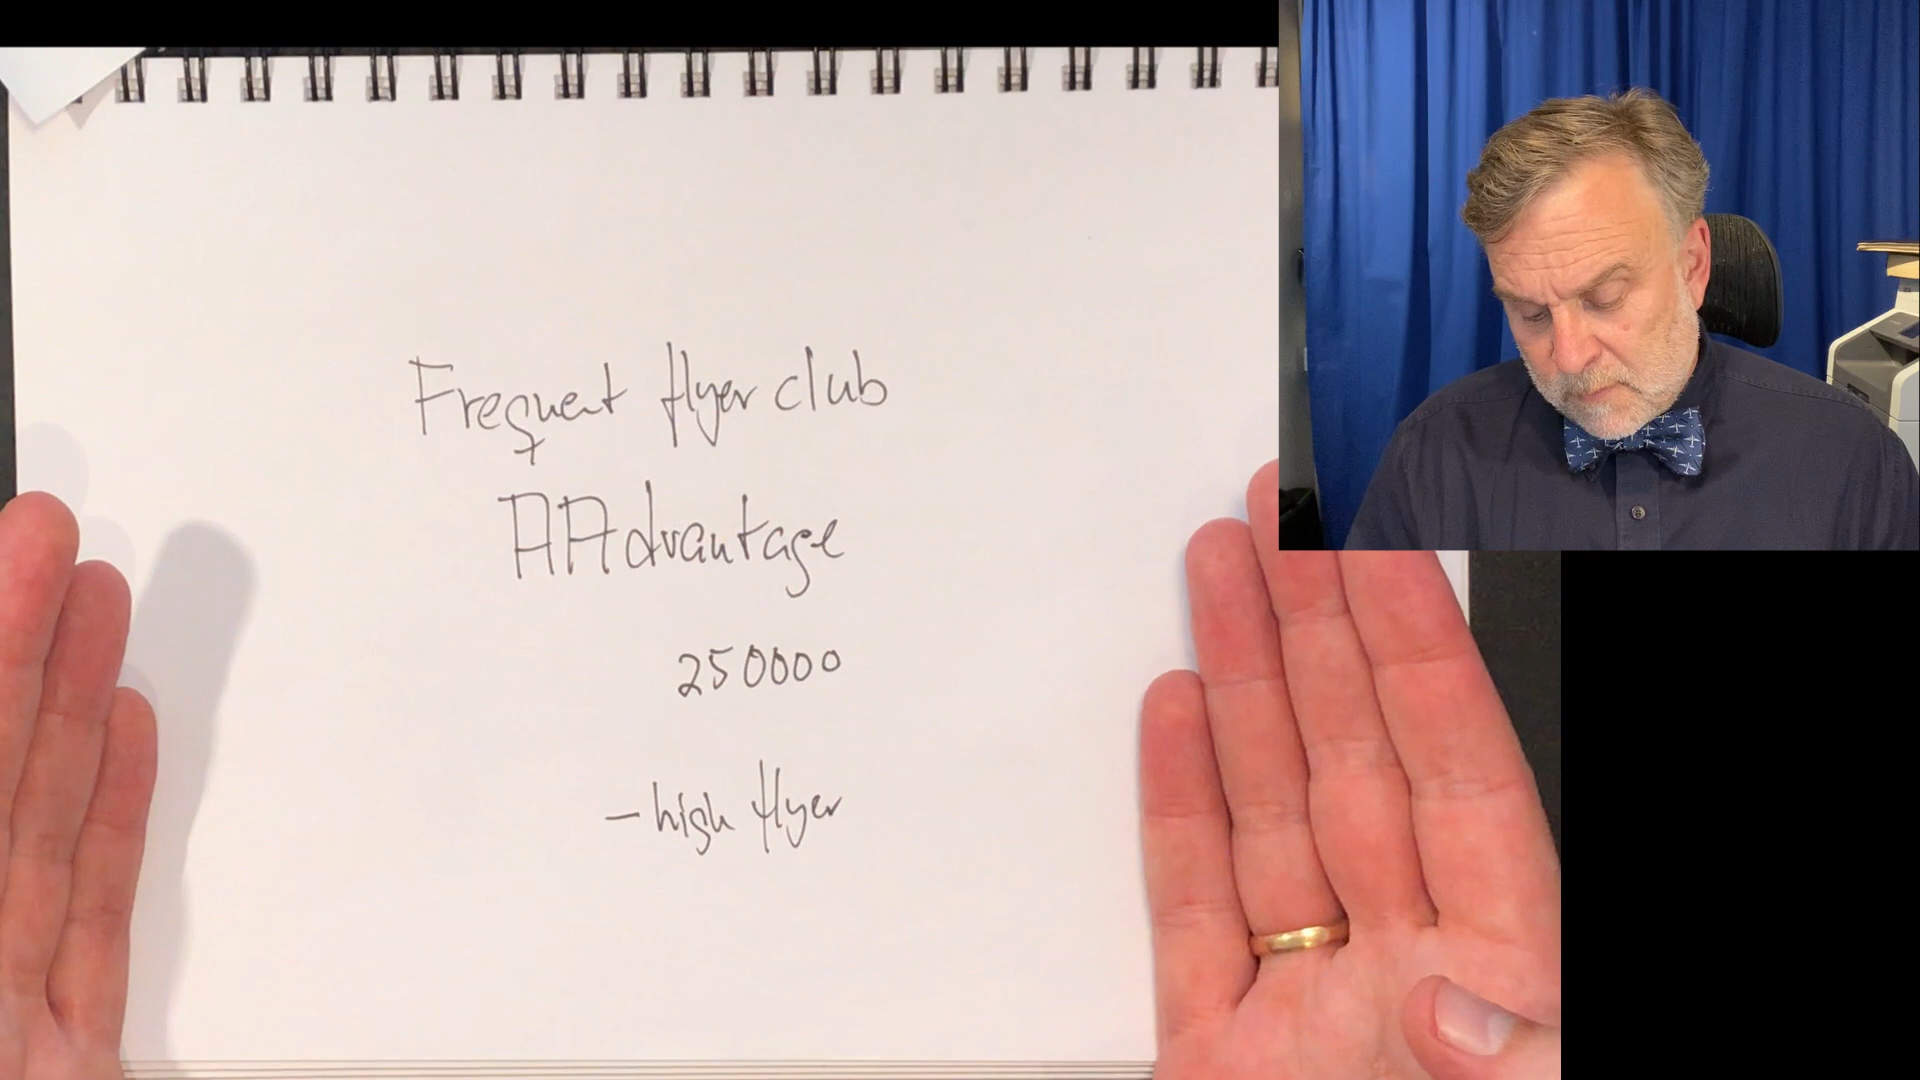 Frequent flyer club
AAdvantage
250000
- high flyer